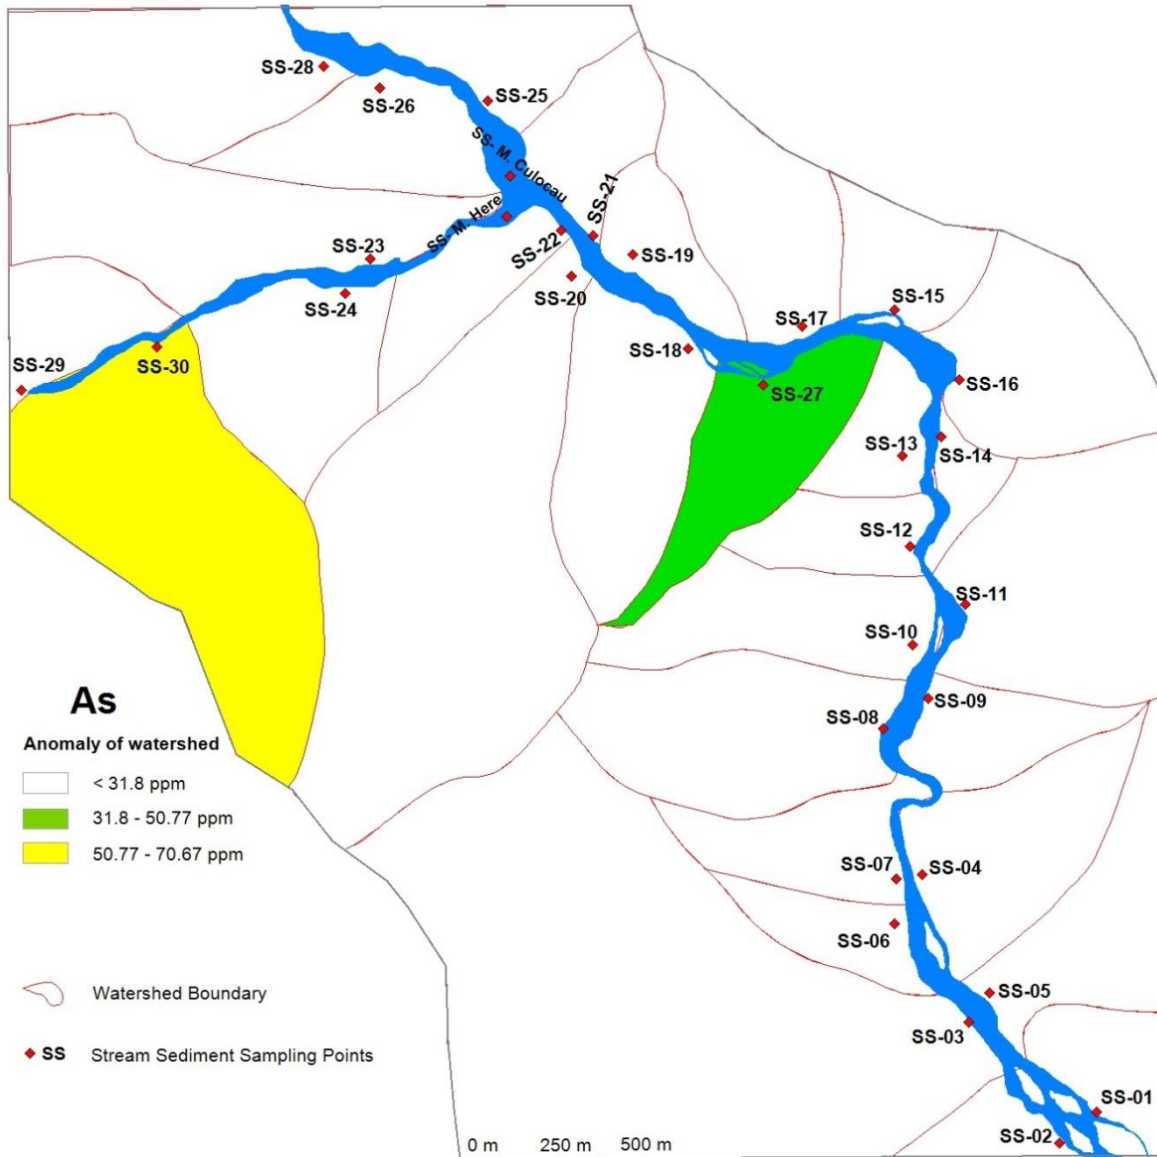 SS-28
SS-26
SS-25
SS- M. Culocau
SS-21
SS- M. Here
SS-22
SS-19
SS-23
SS-20
SS-24
SS-15
SS-17
SS-18
SS-29
SS-30
SS-16
SS-27
SS-13
SS-14
SS-12
SS-11
SS-10
SS-09
SS-08
As
Anomaly of watershed
< 31.8 ppm
31.8 - 50.77 ppm
50.77 - 70.67 ppm
SS-07
SS-04
SS-06
Watershed Boundary
SS-05
SS-03
SS Stream Sediment Sampling Points
SS-01
SS-02
0 m 250 m 500 m